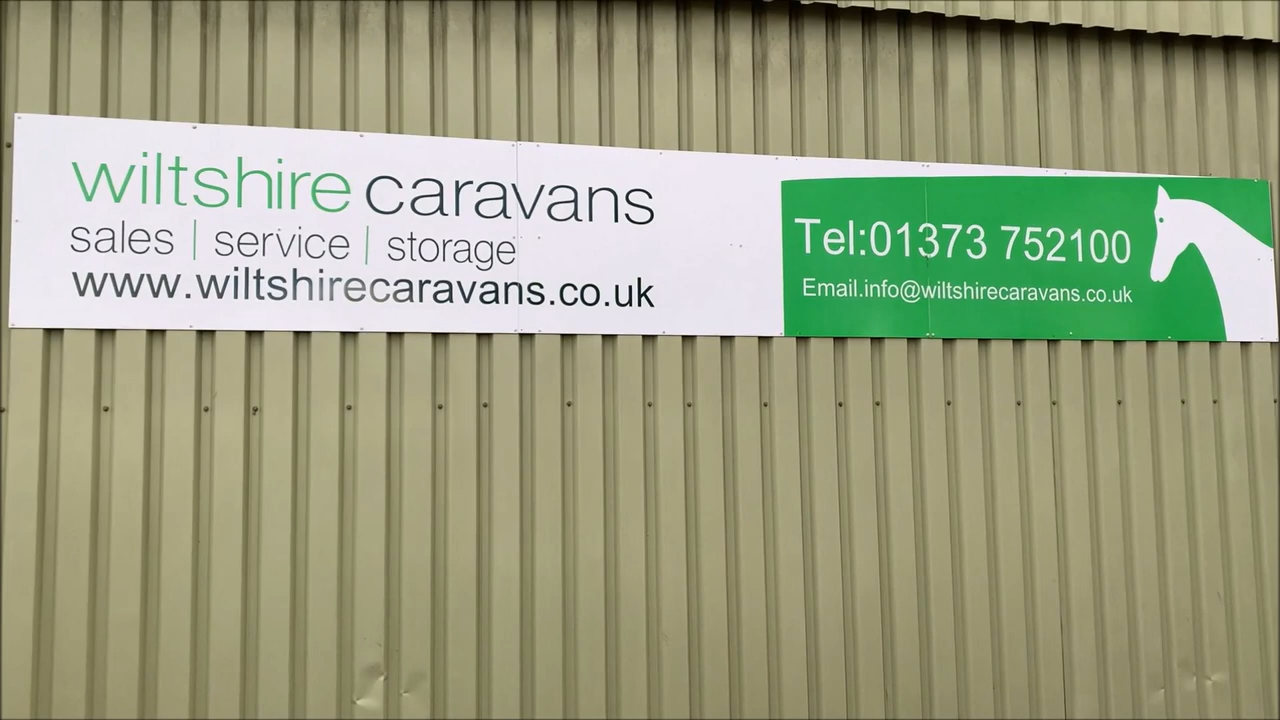 wiltshire caravans
sales | service | storage
www.wiltshirecaravans.co.uk
Tel:01373 752100
Email.info@wiltshirecaravans.co.uk